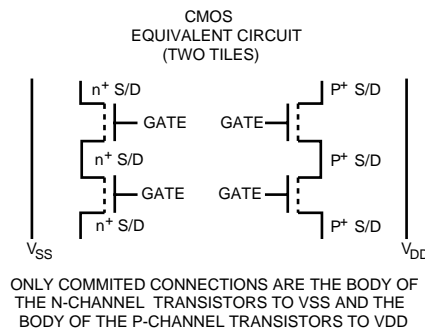 CMOS
EQUIVALENT CIRCUIT
(TWO TILES)
n+ S/D
P+ S/D
GATE
GATE
n+ S/D
P+ S/D
GATE
GATE
n+ S/D
P+ S/D
VSS
VDD
ONLY COMMITED CONNECTIONS ARE THE BODY OF
THE N-CHANNEL TRANSISTORS TO VSS AND THE
BODY OF THE P-CHANNEL TRANSISTORS TO VDD